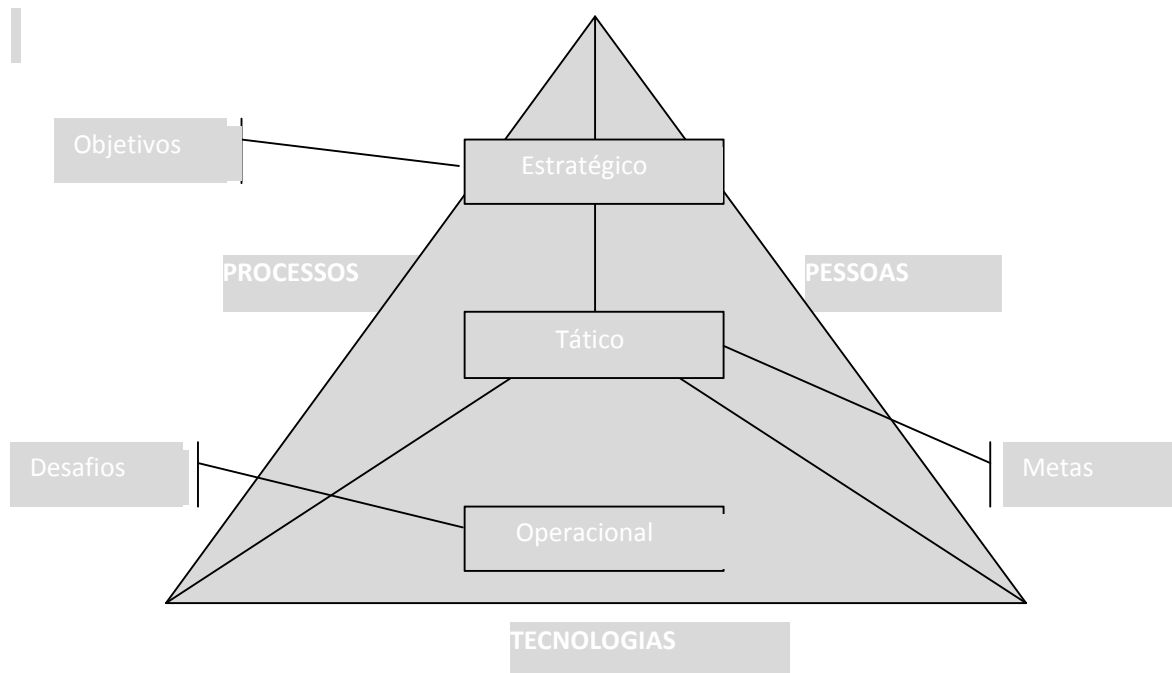 Objetivos
Estratégico
PROCESSOS
PESSOAS
Tático
Desafios
Metas
Operacional
TECNOLOGIAS